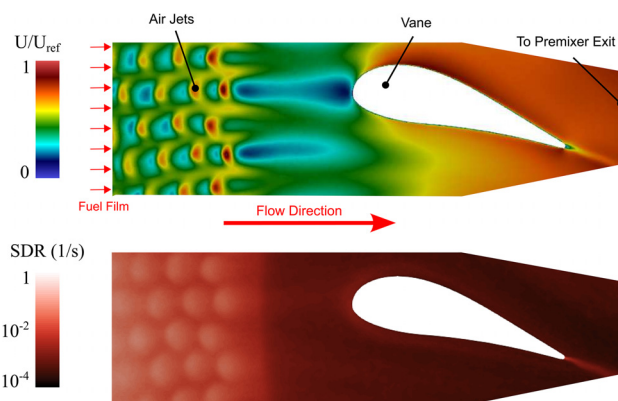 U/U_ref
1
0
Air Jets
Vane
To Premixer Exit
Fuel Film
Flow Direction
SDR (1/s)
1
10^-2
10^-4